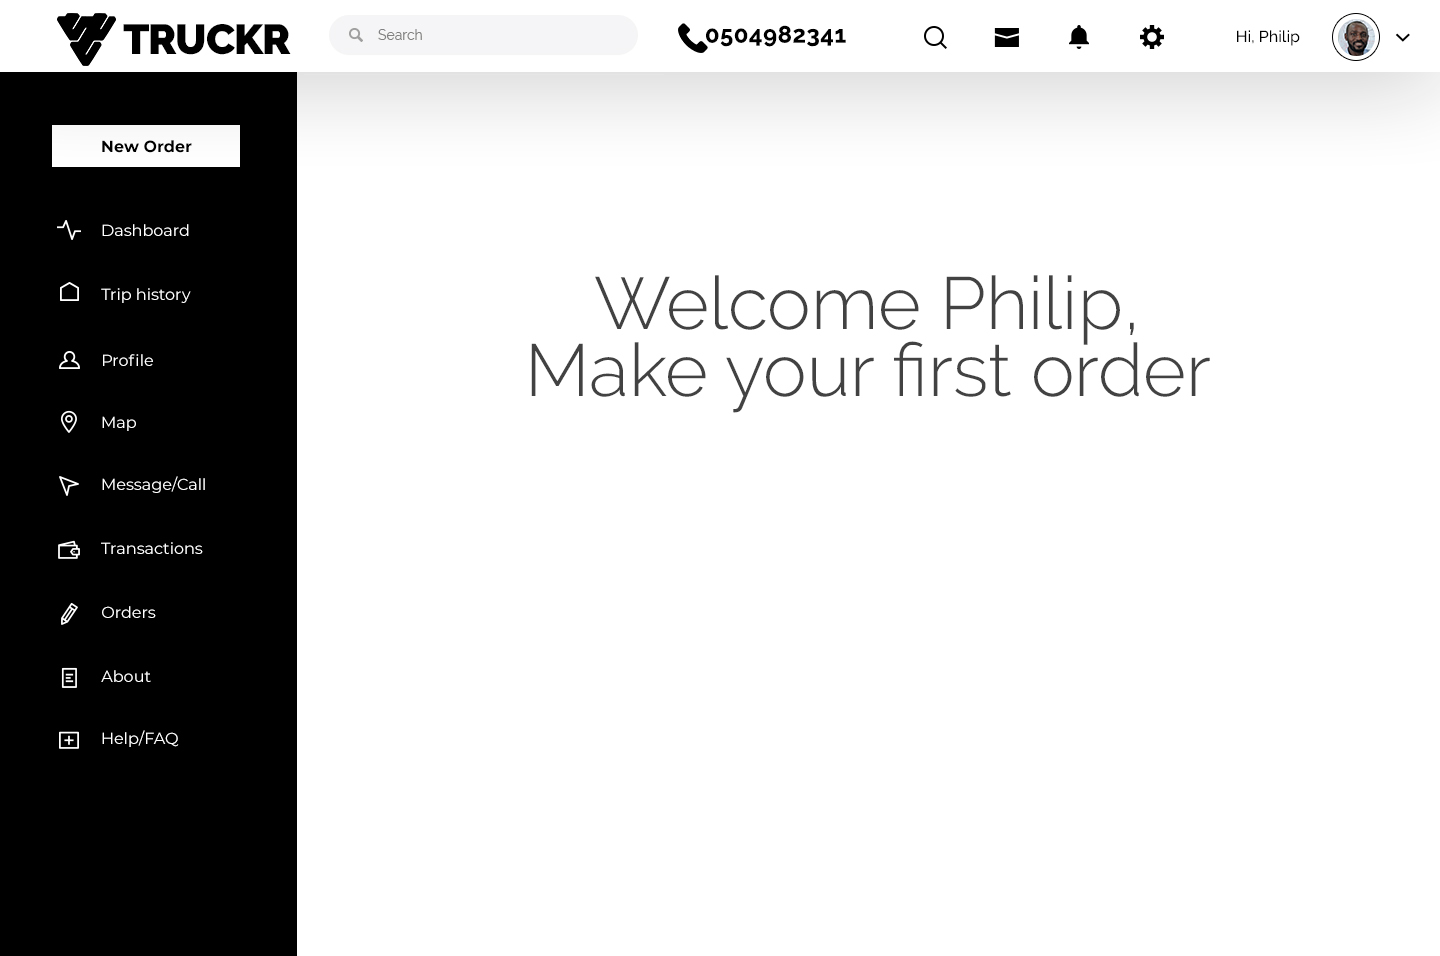 TRUCKR
Search
0504982341
Hi, Philip
New Order
Dashboard
Trip history
Profile
Map
Message/Call
Transactions
Orders
About
Help/FAQ
Welcome Philip,
Make your first order